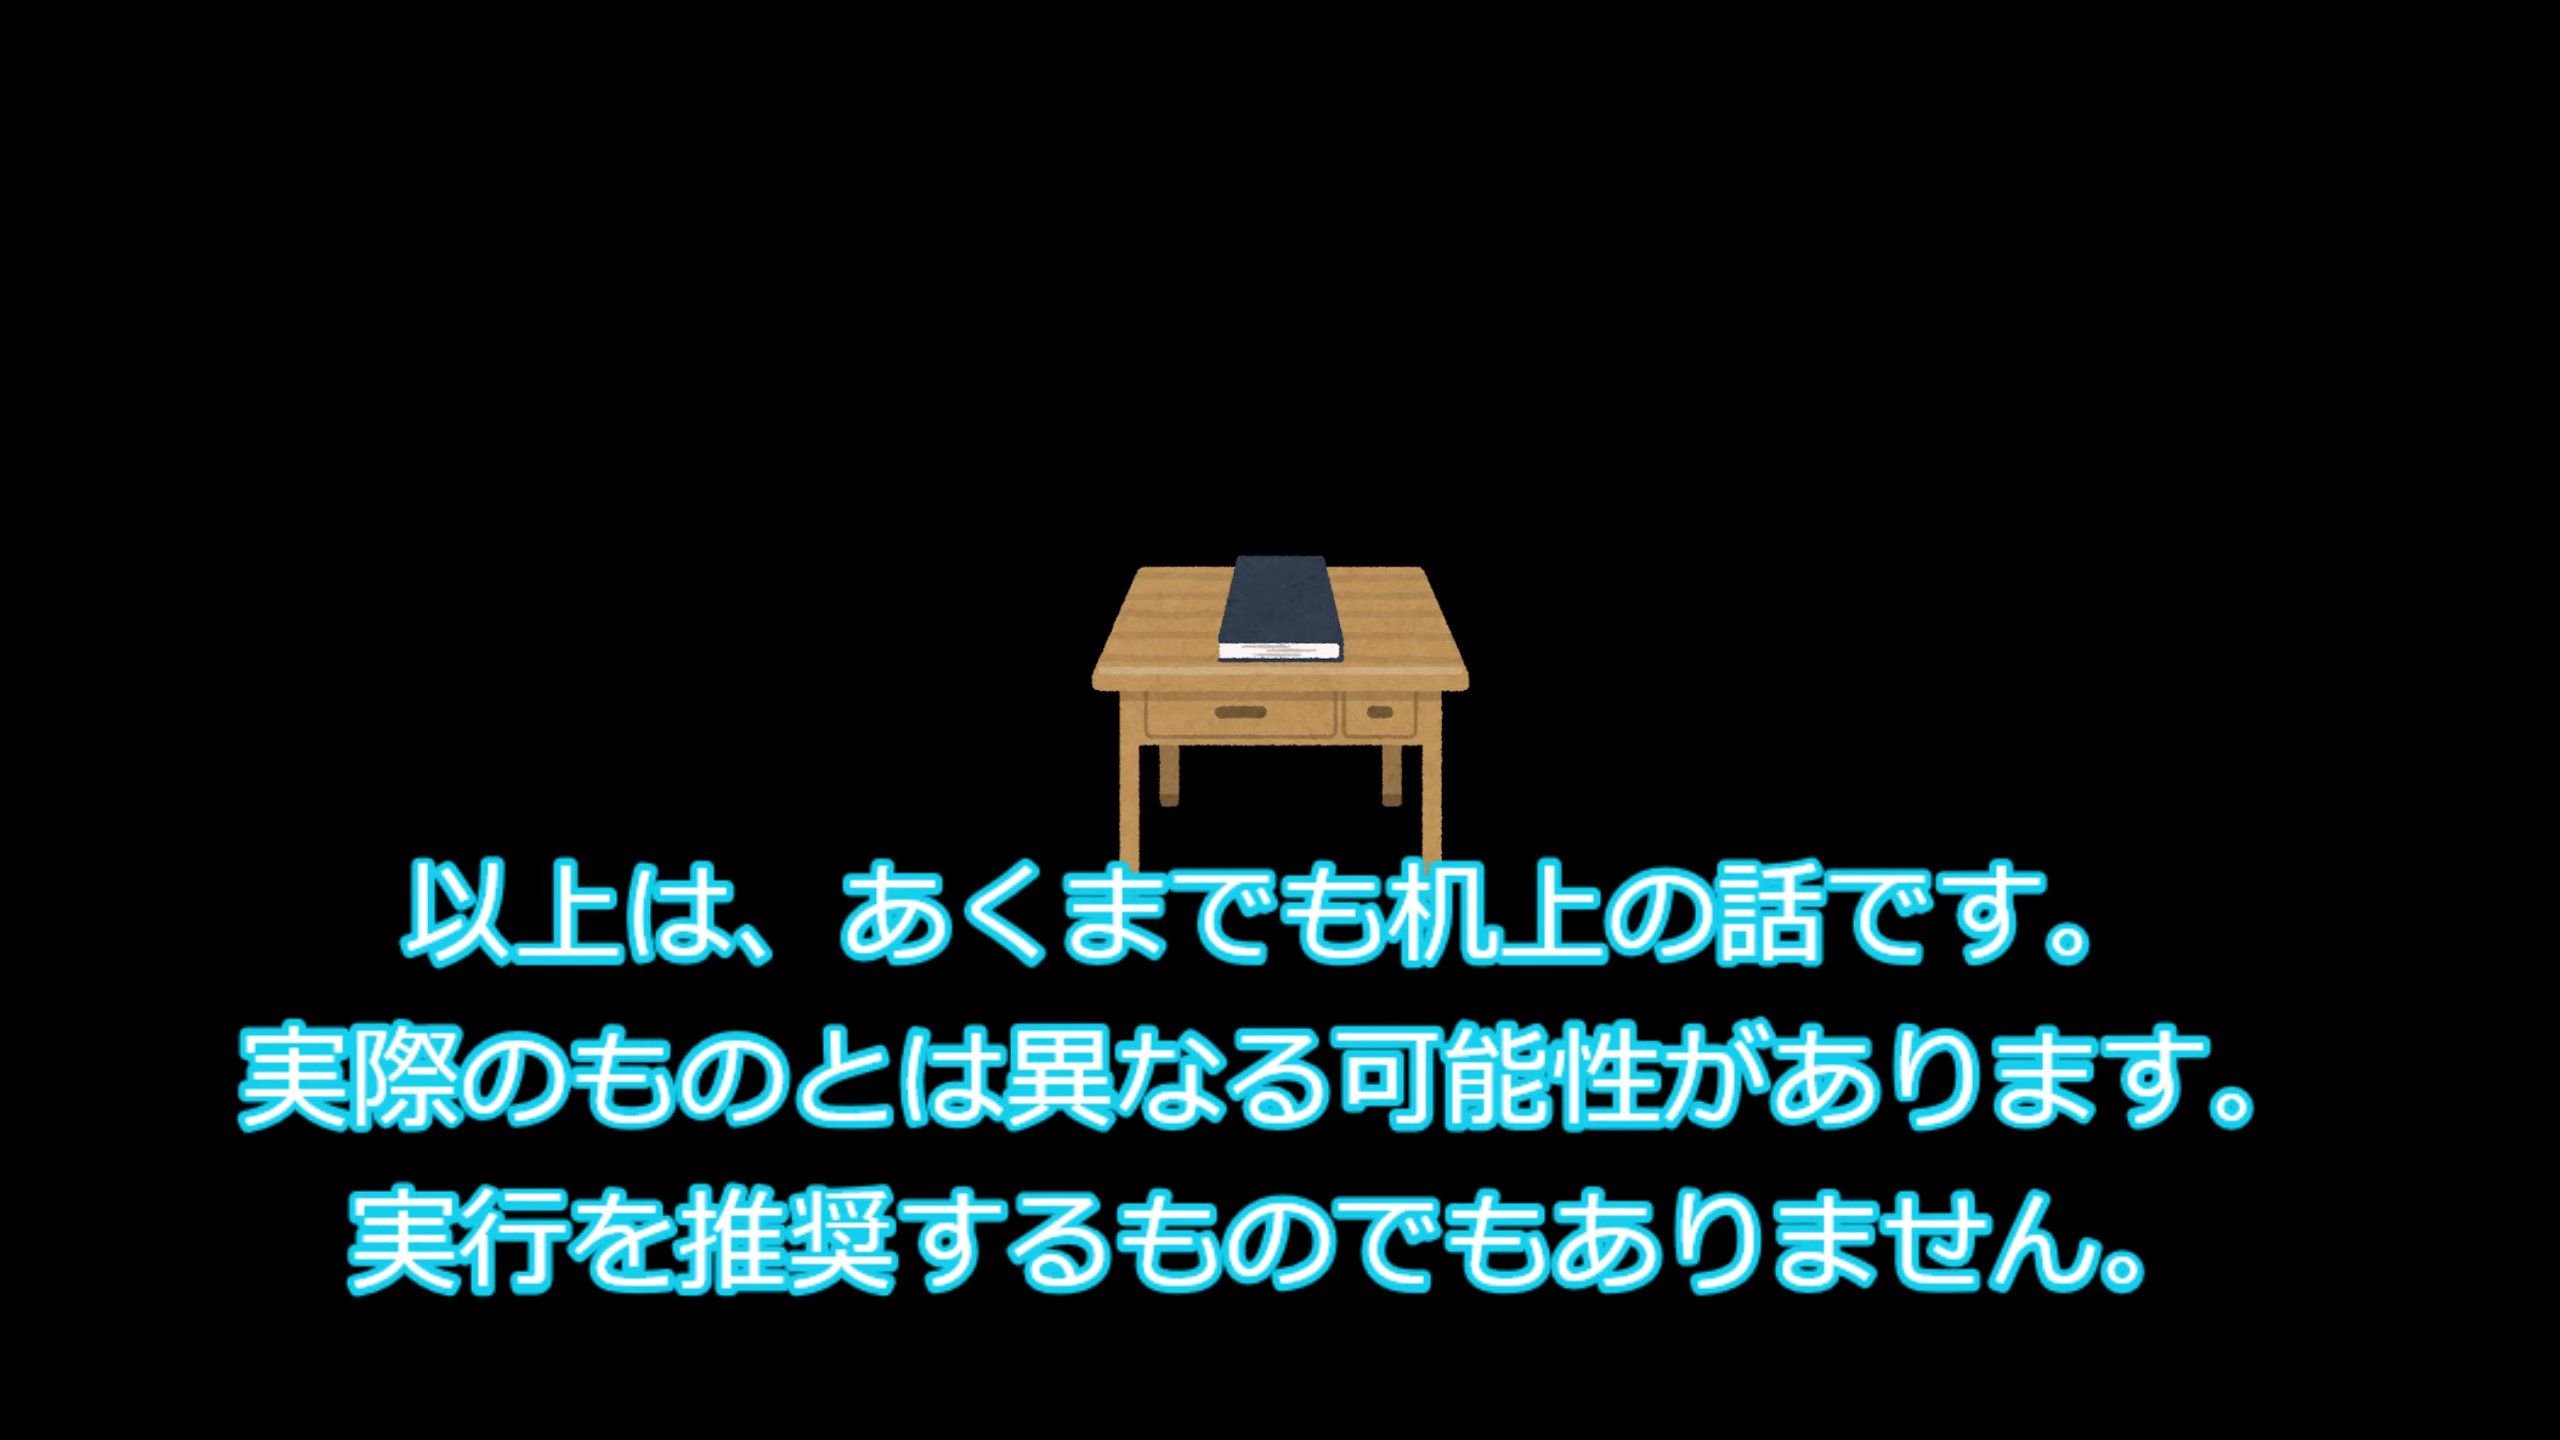 以上は、あくまでも机上の話です。
実際のものとは異なる可能性があります。
実行を推奨するものでもありません。